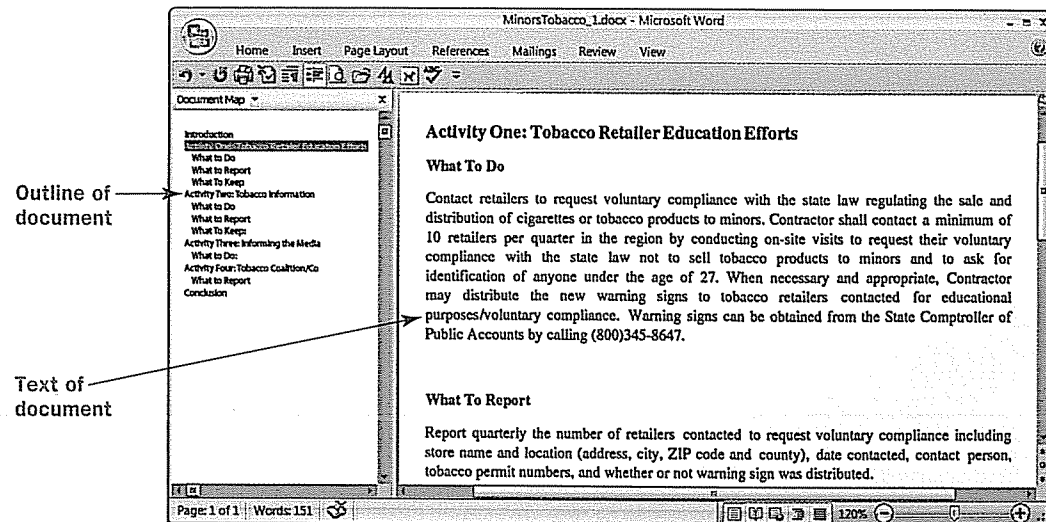 MinorsTobacco_1.docx - Microsoft Word
Home Insert Page Layout References Mailings Review View
Document Map
Introduction
Activity One: Tobacco Retailer Education Efforts
What to Do
What to Report
What To Keep
Activity Two: Tobacco Information
What to Do
What to Report
What To Keep:
Activity Three: Informing the Media
What to Do:
Activity Four: Tobacco Coalition/Co
What to Report
Conclusion
Outline of
document
Text of
document
Activity One: Tobacco Retailer Education Efforts
What To Do
Contact retailers to request voluntary compliance with the state law regulating the sale and
distribution of cigarettes or tobacco products to minors. Contractor shall contact a minimum of
10 retailers per quarter in the region by conducting on-site visits to request their voluntary
compliance with the state law not to sell tobacco products to minors and to ask for
identification of anyone under the age of 27. When necessary and appropriate, Contractor
may distribute the new warning signs to tobacco retailers contacted for educational
purposes/voluntary compliance. Warning signs can be obtained from the State Comptroller of
Public Accounts by calling (800)345-8647.
What To Report
Report quarterly the number of retailers contacted to request voluntary compliance including
store name and location (address, city, ZIP code and county), date contacted, contact person,
tobacco permit numbers, and whether or not warning sign was distributed.
Page: 1 of 1 Words: 151 120%